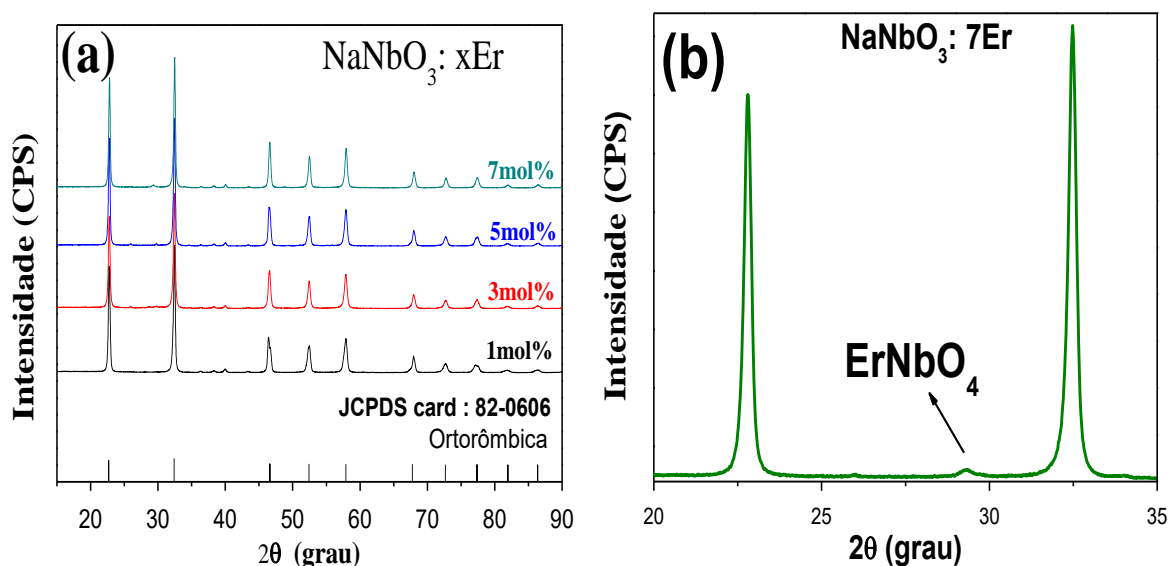 (a)
NaNbO₃: xEr
7mol%
5mol%
3mol%
1mol%
JCPDS card : 82-0606
Ortorômbica
Intensidade (CPS)
20 30 40 50 60 70 80 90
2θ (grau)
(b)
NaNbO₃: 7Er
ErNbO₄
Intensidade (CPS)
20 25 30 35
2θ (grau)